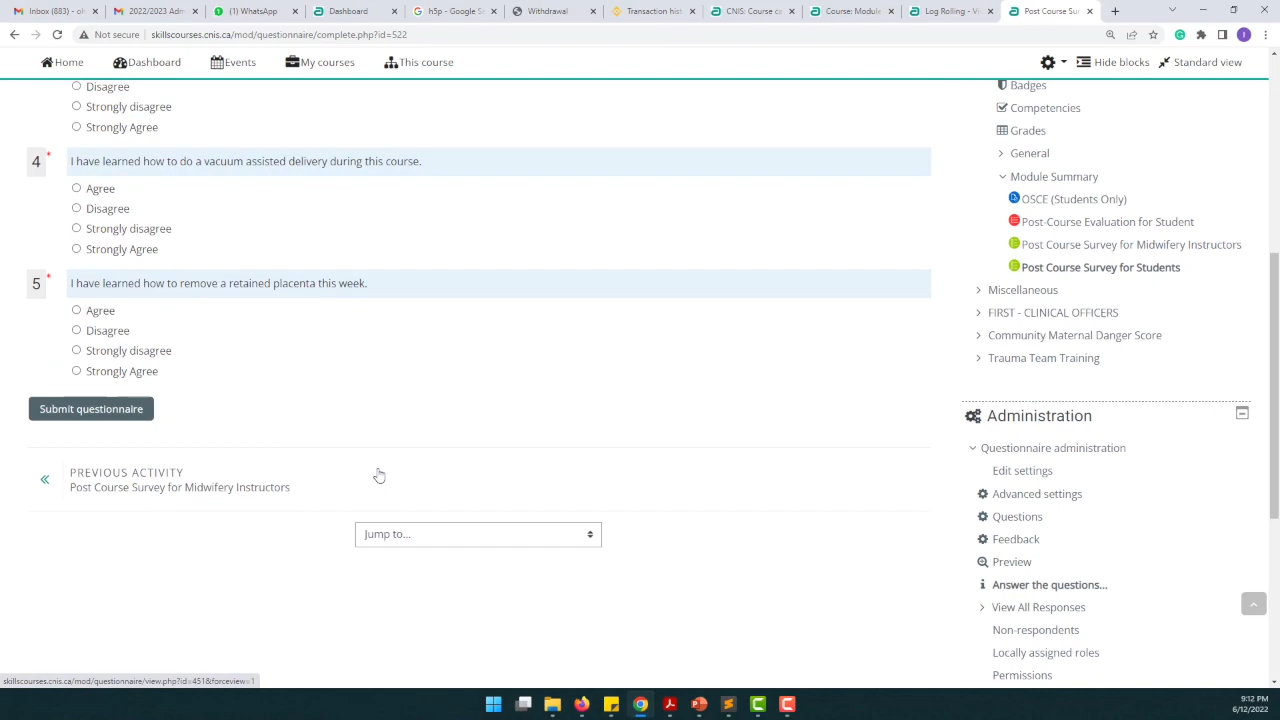 Inbox (883) - of
2022/2023 Admi
(1) WhatsApp
Dashboard
h5p - Google Se
Withdrawal
Transaction hist
CNIS: Course ca
Course: Module
Log Rolling - Vi
Post Course Sur
Not secure
skillscourses.cnis.ca/mod/questionnaire/complete.php?id=522
I
Home
Dashboard
Events
My courses
This course
Hide blocks
Standard view
Disagree
Strongly disagree
Strongly Agree
4 * I have learned how to do a vacuum assisted delivery during this course.
Agree
Disagree
Strongly disagree
Strongly Agree
5 * I have learned how to remove a retained placenta this week.
Agree
Disagree
Strongly disagree
Strongly Agree
Submit questionnaire
PREVIOUS ACTIVITY
Post Course Survey for Midwifery Instructors
Jump to...
Badges
Competencies
Grades
General
Module Summary
OSCE (Students Only)
Post-Course Evaluation for Student
Post Course Survey for Midwifery Instructors
Post Course Survey for Students
Miscellaneous
FIRST - CLINICAL OFFICERS
Community Maternal Danger Score
Trauma Team Training
Administration
Questionnaire administration
Edit settings
Advanced settings
Questions
Feedback
Preview
Answer the questions...
View All Responses
Non-respondents
Locally assigned roles
Permissions
skillscourses.cnis.ca/mod/questionnaire/view.php?id=451&forceview=1
9:12 PM
6/12/2022